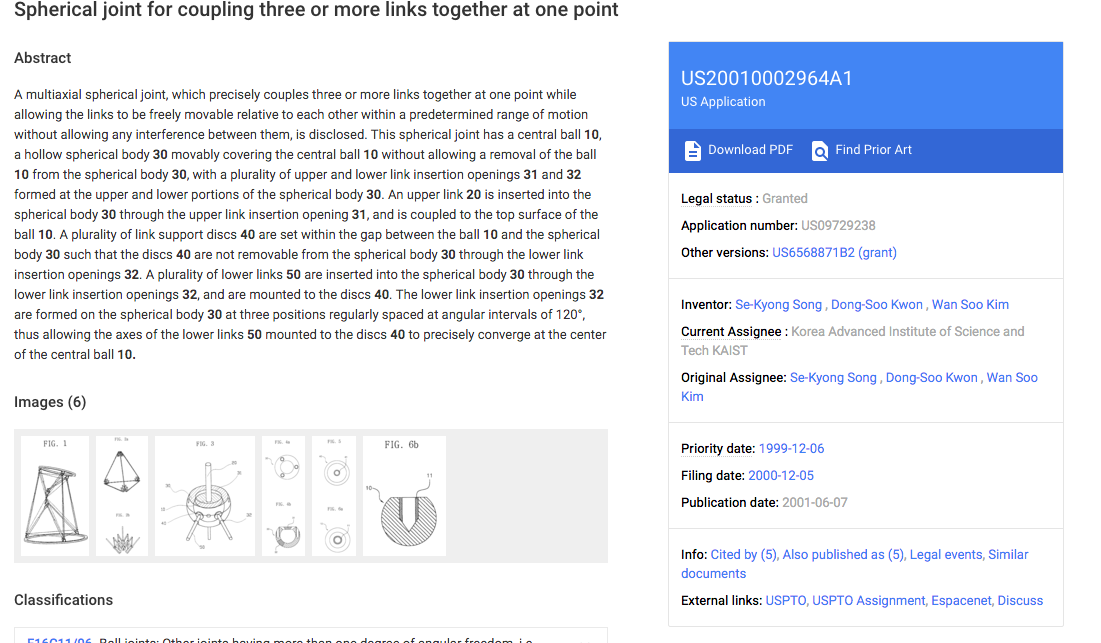 Spherical joint for coupling three or more links together at one point
Abstract
A multiaxial spherical joint, which precisely couples three or more links together at one point while
allowing the links to be freely movable relative to each other within a predetermined range of motion
without allowing any interference between them, is disclosed. This spherical joint has a central ball 10,
a hollow spherical body 30 movably covering the central ball 10 without allowing a removal of the ball
10 from the spherical body 30, with a plurality of upper and lower link insertion openings 31 and 32
formed at the upper and lower portions of the spherical body 30. An upper link 20 is inserted into the
spherical body 30 through the upper link insertion opening 31, and is coupled to the top surface of the
ball 10. A plurality of link support discs 40 are set within the gap between the ball 10 and the spherical
body 30 such that the discs 40 are not removable from the spherical body 30 through the lower link
insertion openings 32. A plurality of lower links 50 are inserted into the spherical body 30 through the
lower link insertion openings 32, and are mounted to the discs 40. The lower link insertion openings 32
are formed on the spherical body 30 at three positions regularly spaced at angular intervals of 120°,
thus allowing the axes of the lower links 50 mounted to the discs 40 to precisely converge at the center
of the central ball 10.
Images (6)
FIG. 1
FIG. 3
FIG. 6b
10
11
Classifications
F16C11/06 Ball joints; Other joints having more than one degree of angular freedom, i.e.
US20010002964A1
US Application
Download PDF Find Prior Art
Legal status : Granted
Application number: US09729238
Other versions: US6568871B2 (grant)
Inventor: Se-Kyong Song , Dong-Soo Kwon , Wan Soo Kim
Current Assignee : Korea Advanced Institute of Science and
Tech KAIST
Original Assignee: Se-Kyong Song , Dong-Soo Kwon , Wan Soo
Kim
Priority date: 1999-12-06
Filing date: 2000-12-05
Publication date: 2001-06-07
Info: Cited by (5), Also published as (5), Legal events, Similar
documents
External links: USPTO, USPTO Assignment, Espacenet, Discuss